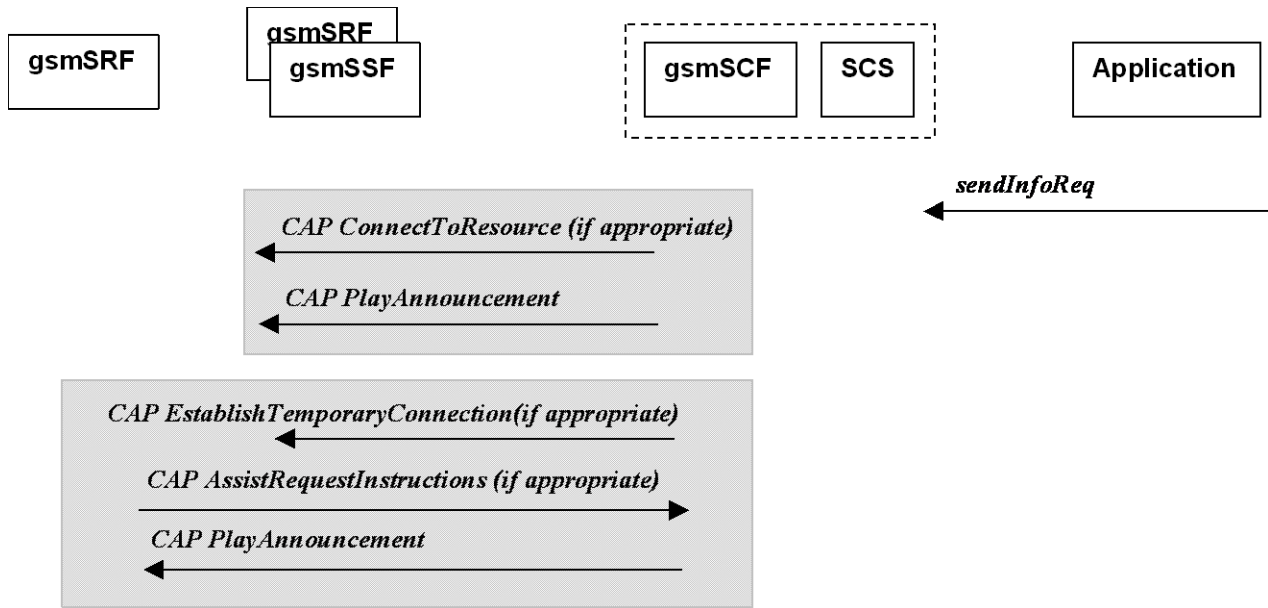 gsmSRF
gsmSRF
gsmSSF
gsmSCF
SCS
Application
sendInfoReq
CAP ConnectToResource (if appropriate)
CAP PlayAnnouncement
CAP EstablishTemporaryConnection(if appropriate)
CAP AssistRequestInstructions (if appropriate)
CAP PlayAnnouncement